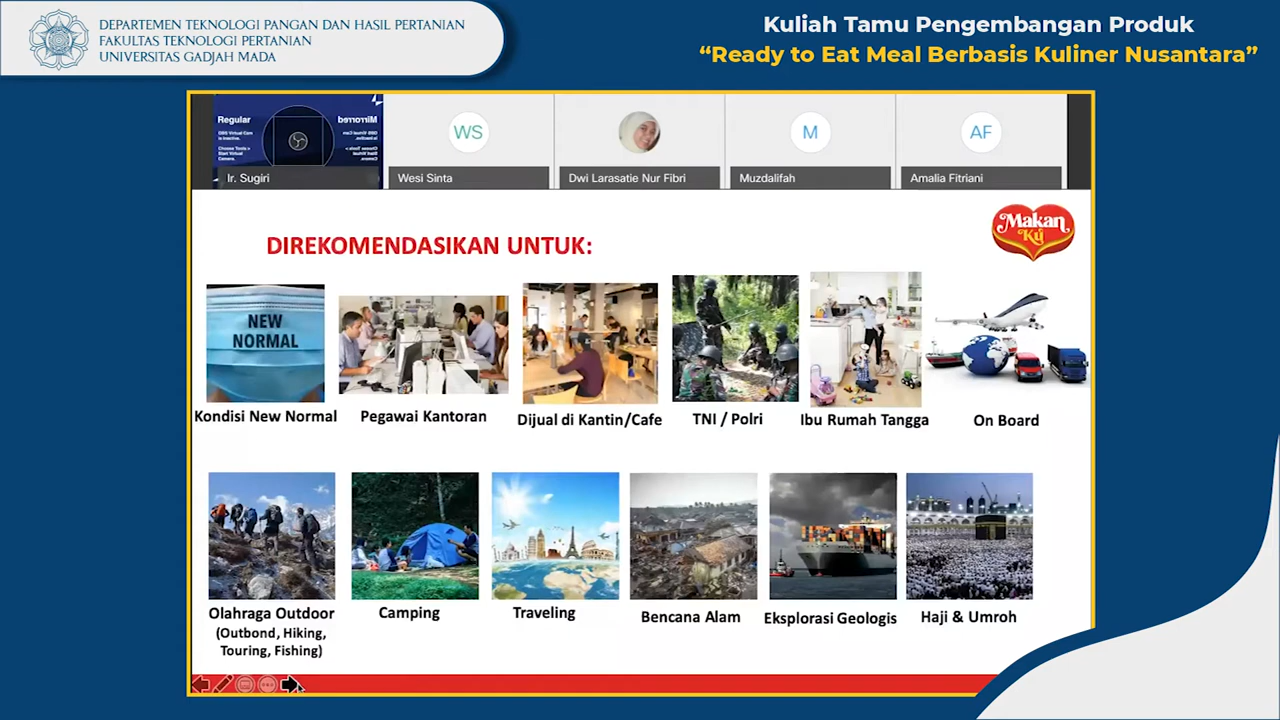 DEPARTEMEN TEKNOLOGI PANGAN DAN HASIL PERTANIAN
FAKULTAS TEKNOLOGI PERTANIAN
UNIVERSITAS GADJAH MADA
Kuliah Tamu Pengembangan Produk
“Ready to Eat Meal Berbasis Kuliner Nusantara”
Regular
Mirrored
WS
M
AF
Ir. Sugiri
Wesi Sinta
Dwi Larasatie Nur Fibri
Muzdalifah
Amalia Fitriani
DIREKOMENDASIKAN UNTUK:
Makan
Ku
NEW
NORMAL
Kondisi New Normal
Pegawai Kantoran
Dijual di Kantin/Cafe
TNI / Polri
Ibu Rumah Tangga
On Board
Olahraga Outdoor
(Outbond, Hiking,
Touring, Fishing)
Camping
Traveling
Bencana Alam
Eksplorasi Geologis
Haji & Umroh